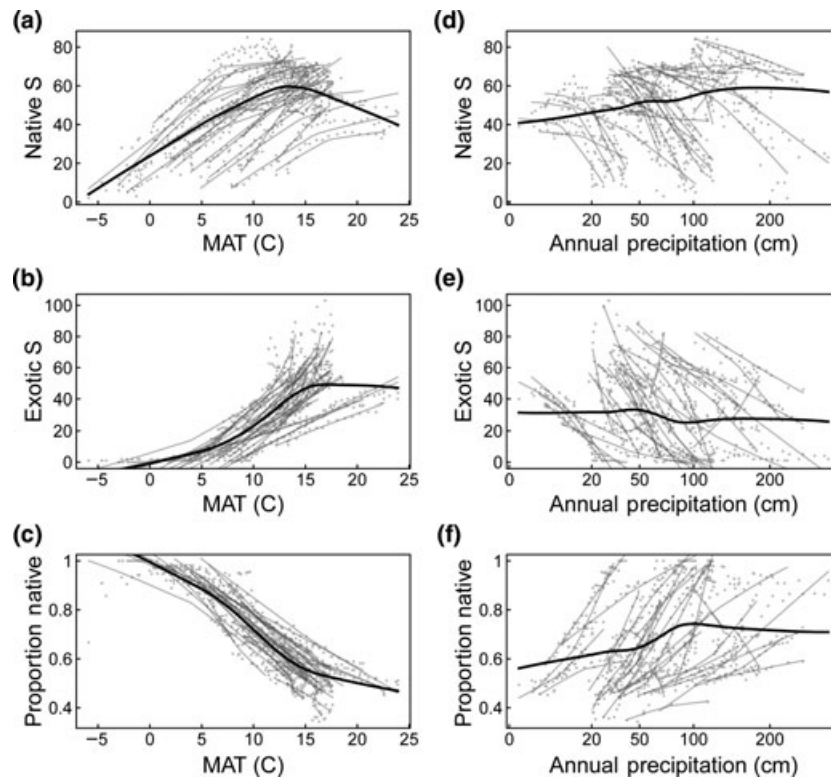 (a)
Native S
80
60
40
20
0
−5 0 5 10 15 20 25
MAT (C)
(d)
Native S
80
60
40
20
0
0 20 50 100 200
Annual precipitation (cm)
(b)
Exotic S
100
80
60
40
20
0
−5 0 5 10 15 20 25
MAT (C)
(e)
Exotic S
100
80
60
40
20
0
0 20 50 100 200
Annual precipitation (cm)
(c)
Proportion native
1
0.8
0.6
0.4
−5 0 5 10 15 20 25
MAT (C)
(f)
Proportion native
1
0.8
0.6
0.4
0 20 50 100 200
Annual precipitation (cm)